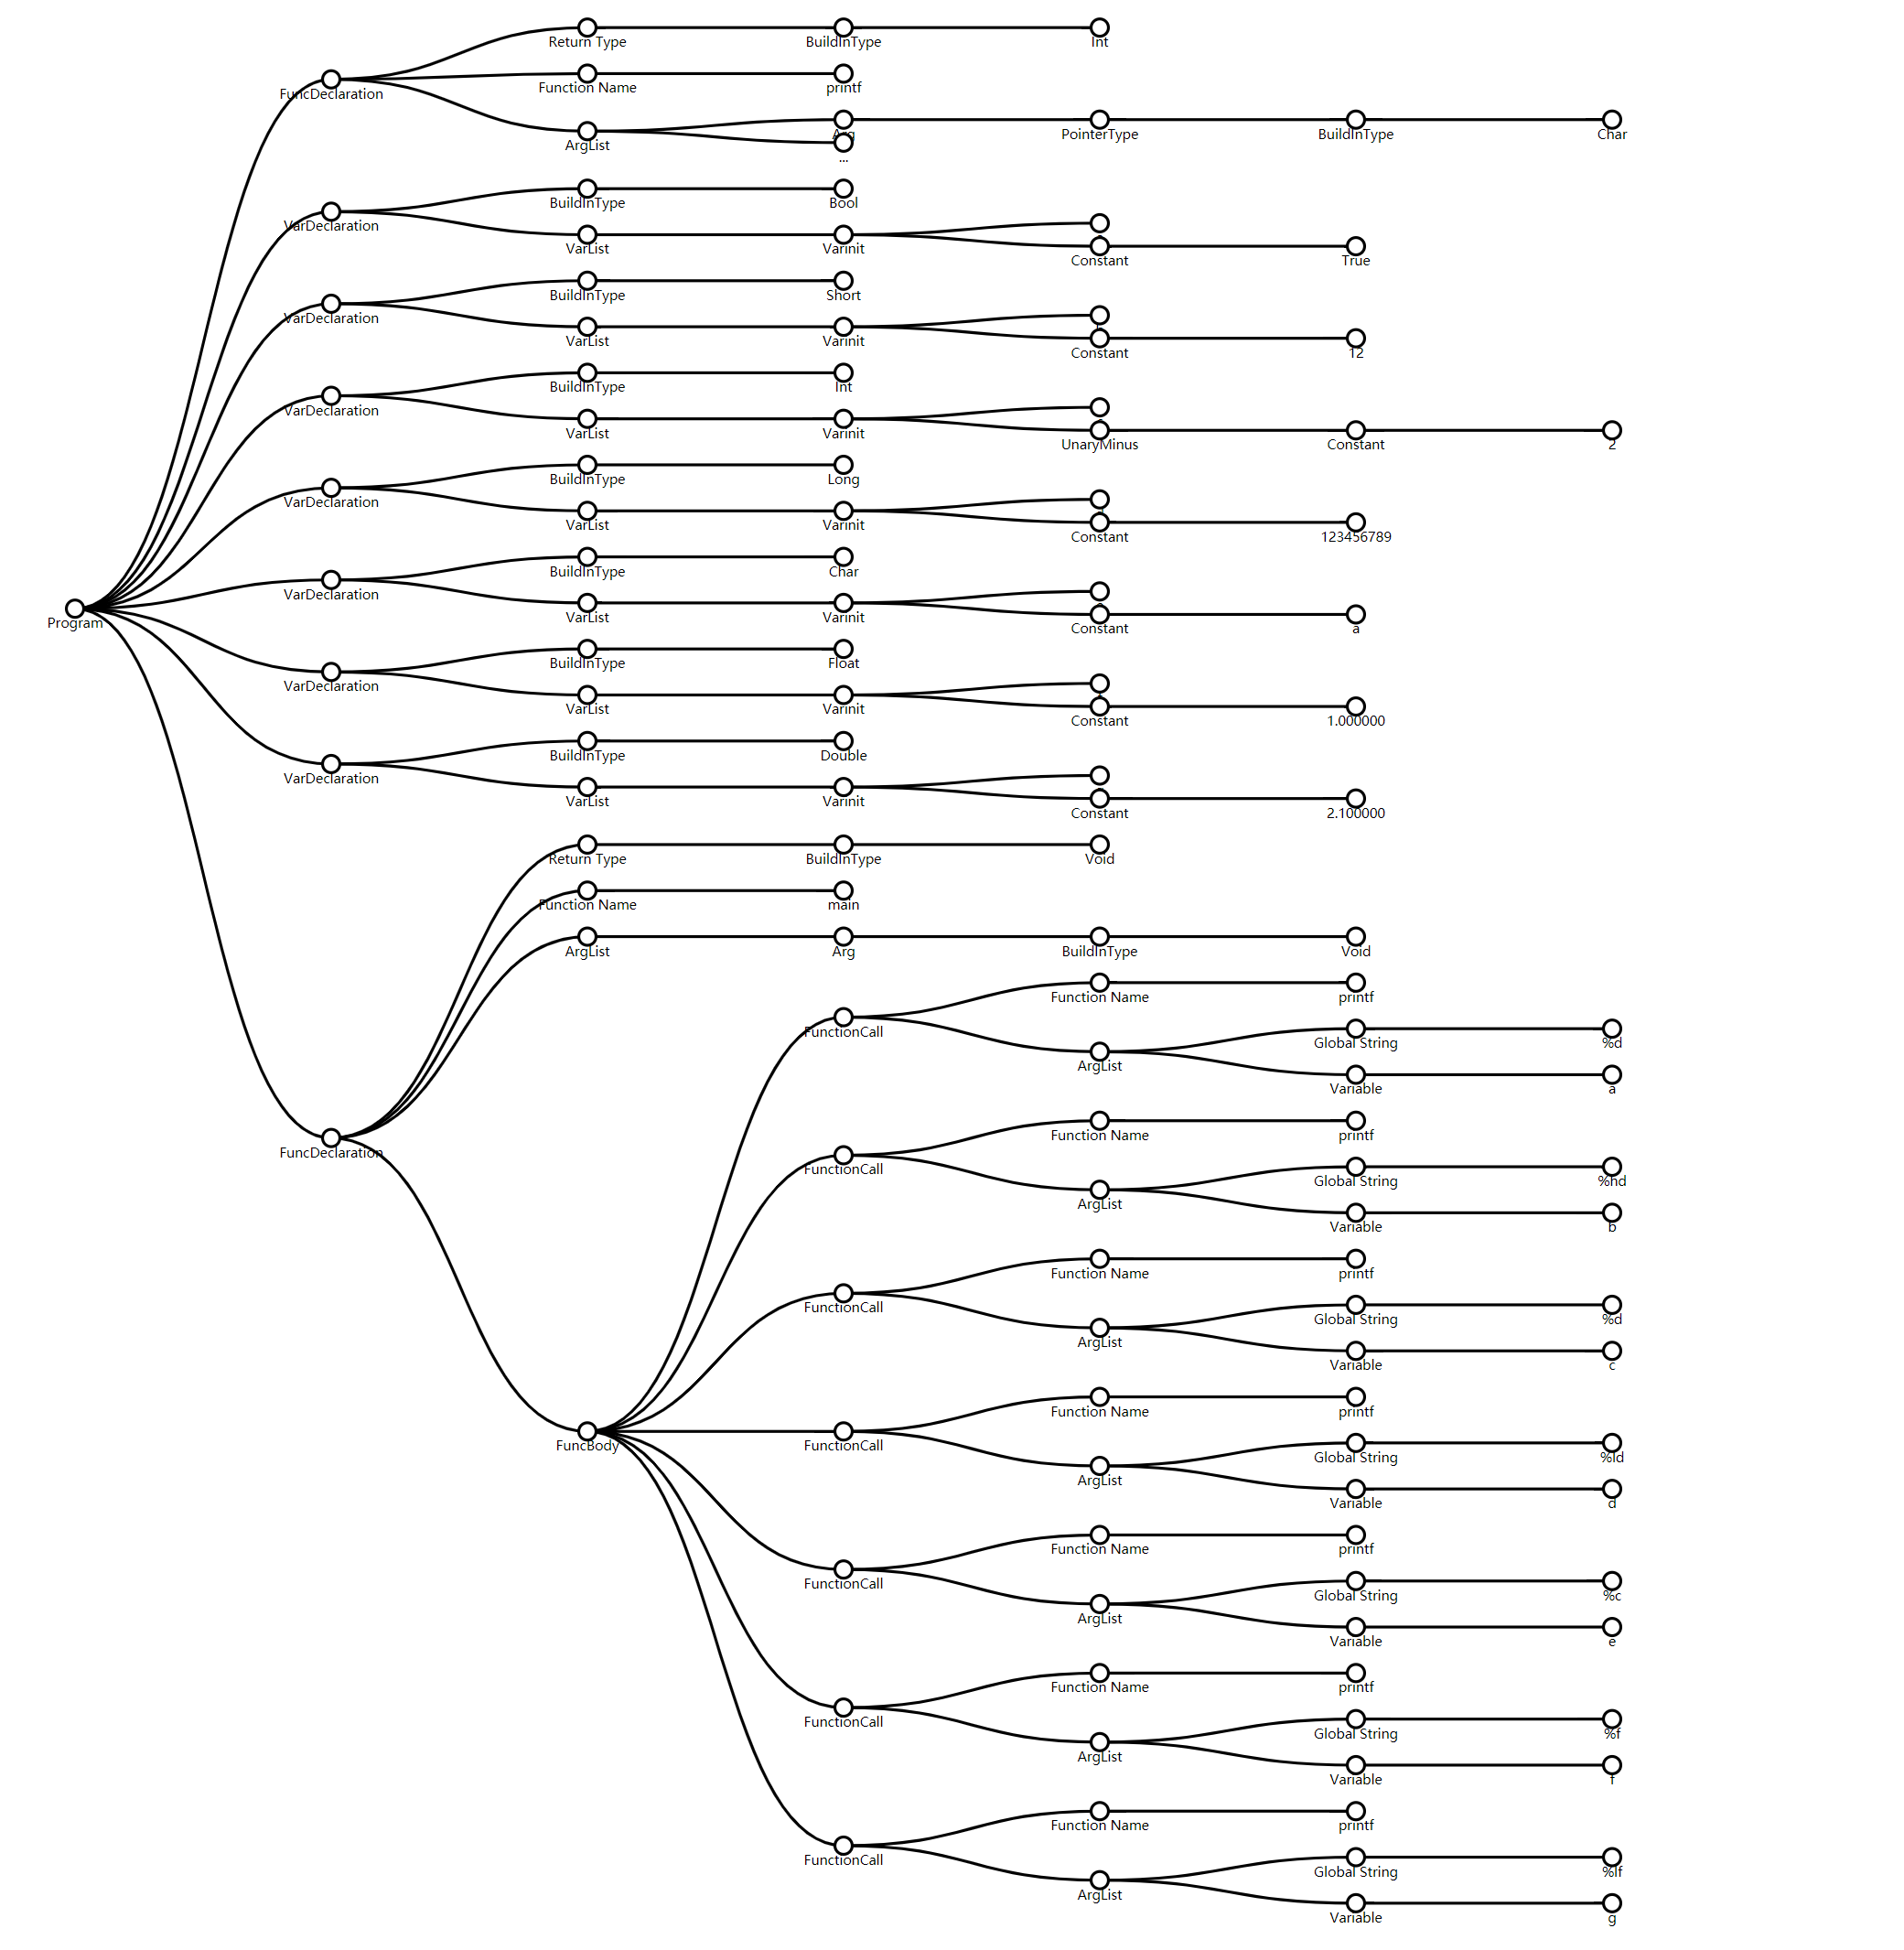 Return Type
BuildInType
Int
FuncDeclaration
Function Name
printf
ArgList
Arg
PointerType
BuildInType
Char
...
VarDeclaration
BuildInType
Bool
VarList
Varinit
Constant
True
VarDeclaration
BuildInType
Short
VarList
Varinit
Constant
12
VarDeclaration
BuildInType
Int
VarList
Varinit
UnaryMinus
Constant
2
VarDeclaration
BuildInType
Long
VarList
Varinit
Constant
123456789
VarDeclaration
BuildInType
Char
VarList
Varinit
Constant
a
Program
VarDeclaration
BuildInType
Float
VarList
Varinit
Constant
1.000000
VarDeclaration
BuildInType
Double
VarList
Varinit
Constant
2.100000
Return Type
BuildInType
Void
Function Name
main
ArgList
Arg
BuildInType
Void
FuncDeclaration
FunctionCall
Function Name
printf
ArgList
Global String
%d
Variable
a
FunctionCall
Function Name
printf
ArgList
Global String
%hd
Variable
b
FunctionCall
Function Name
printf
ArgList
Global String
%d
Variable
c
FuncBody
FunctionCall
Function Name
printf
ArgList
Global String
%ld
Variable
d
FunctionCall
Function Name
printf
ArgList
Global String
%c
Variable
e
FunctionCall
Function Name
printf
ArgList
Global String
%f
Variable
f
FunctionCall
Function Name
printf
ArgList
Global String
%lf
Variable
g